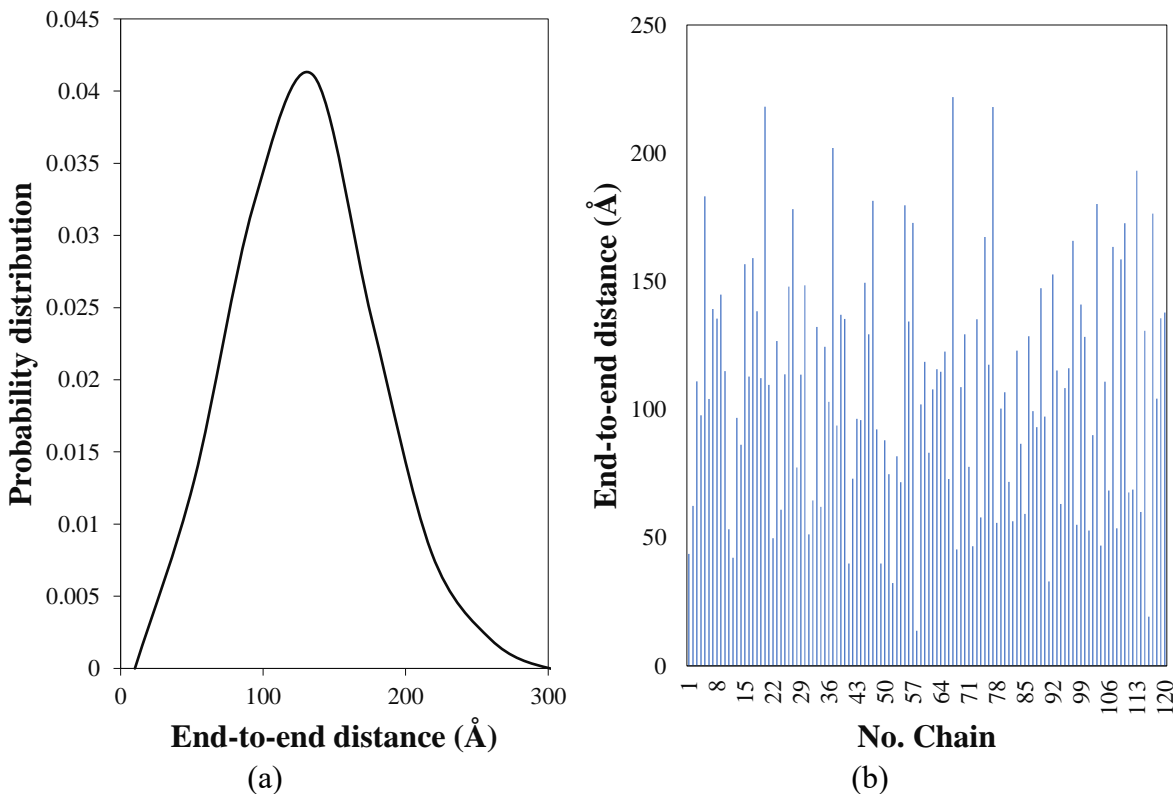 0.045
0.04
0.035
0.03
0.025
0.02
0.015
0.01
0.005
0
Probability distribution
0 100 200 300
End-to-end distance (Å)
(a)
250
200
150
100
50
0
End-to-end distance (Å)
1 8 15 22 29 36 43 50 57 64 71 78 85 92 99 106 113 120
No. Chain
(b)